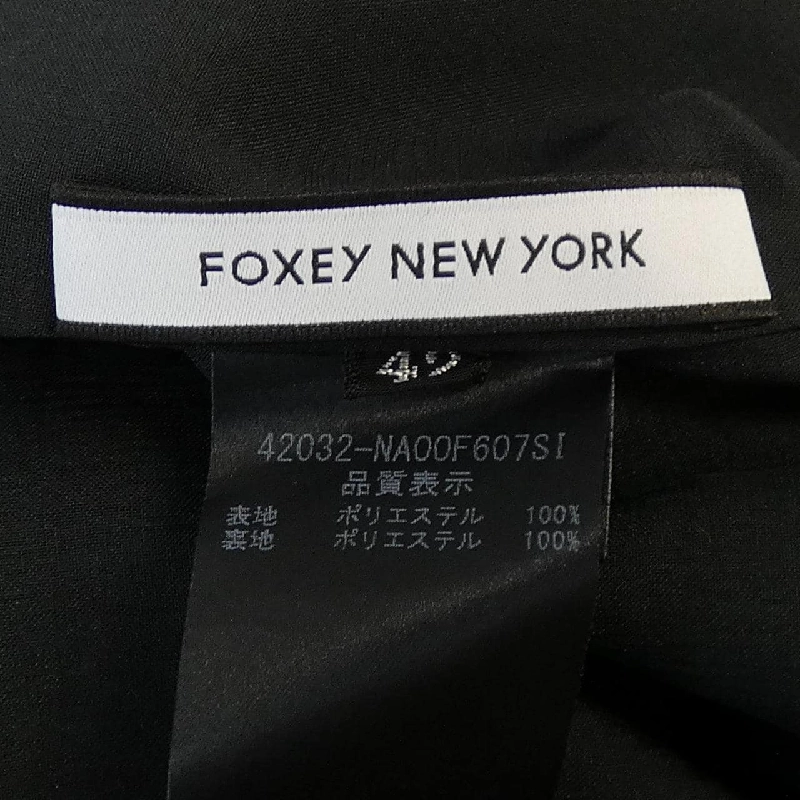 FOXEY NEW YORK
42032-NA00F607SI
品質表示
表地 ポリエステル 100%
裏地 ポリエステル 100%